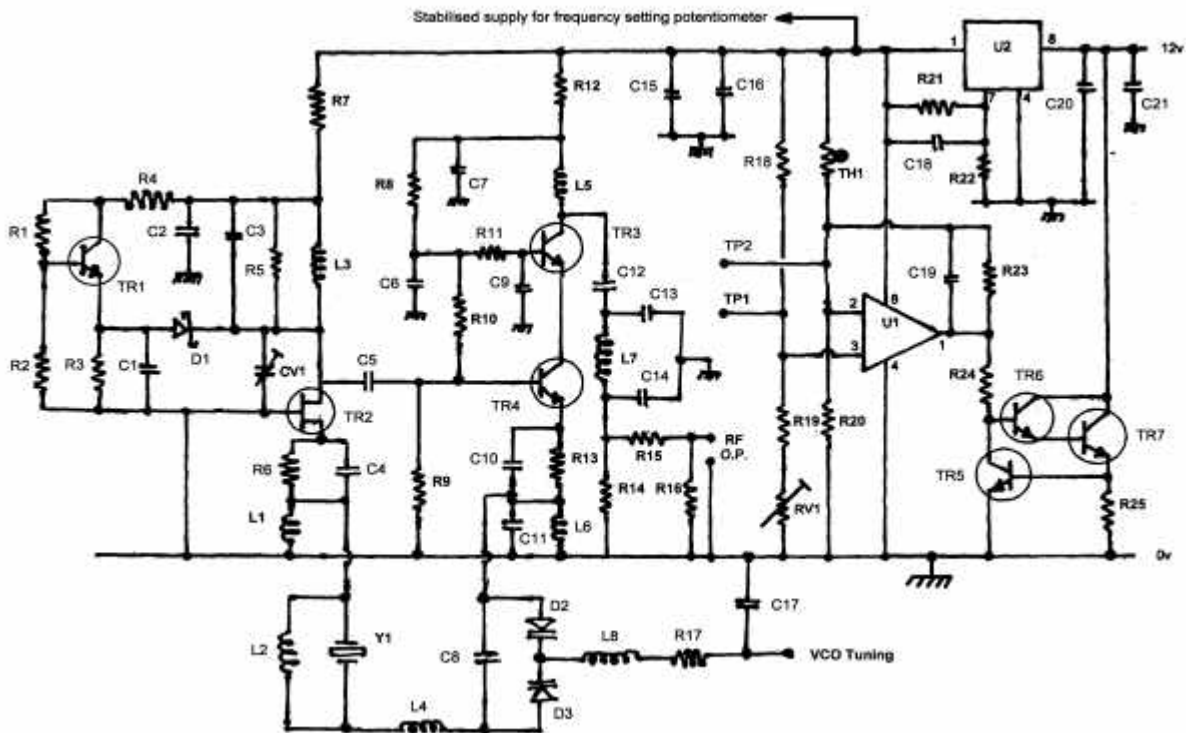 Stabilised supply for frequency setting potentiometer
1
U2
8
12v
R7
R12
C15
C16
R21
7
4
C20
C21
R18
TH1
C18
R22
R4
R8
C7
L5
R1
C2
C3
R5
L3
R11
TR3
TR1
C12
TP2
C19
R23
C6
C9
C13
R10
TP1
2
8
U1
1
R2
R3
C1
D1
CV1
C5
L7
C14
3
4
R24
TR6
TR2
TR4
TR7
R6
C4
C10
R13
R15
RF
O.P.
R19
R20
TR5
R9
R14
R16
L1
C11
L6
RV1
R25
0v
C17
D2
L2
Y1
C8
L8
R17
VCO Tuning
L4
D3